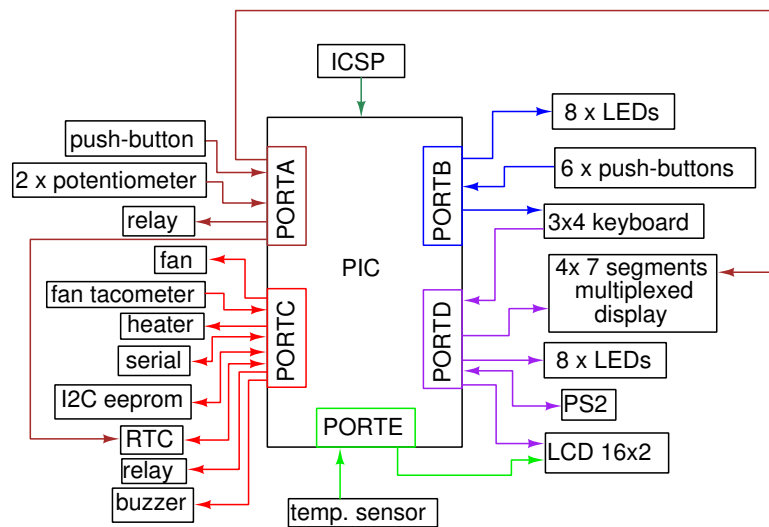 ICSP
8 x LEDs
push-button
6 x push-buttons
2 x potentiometer
PORTA
PORTB
relay
3x4 keyboard
PIC
fan
4x 7 segments
multiplexed
display
fan tacometer
PORTC
PORTD
heater
serial
8 x LEDs
I2C eeprom
PS2
PORTE
RTC
LCD 16x2
relay
buzzer
temp. sensor